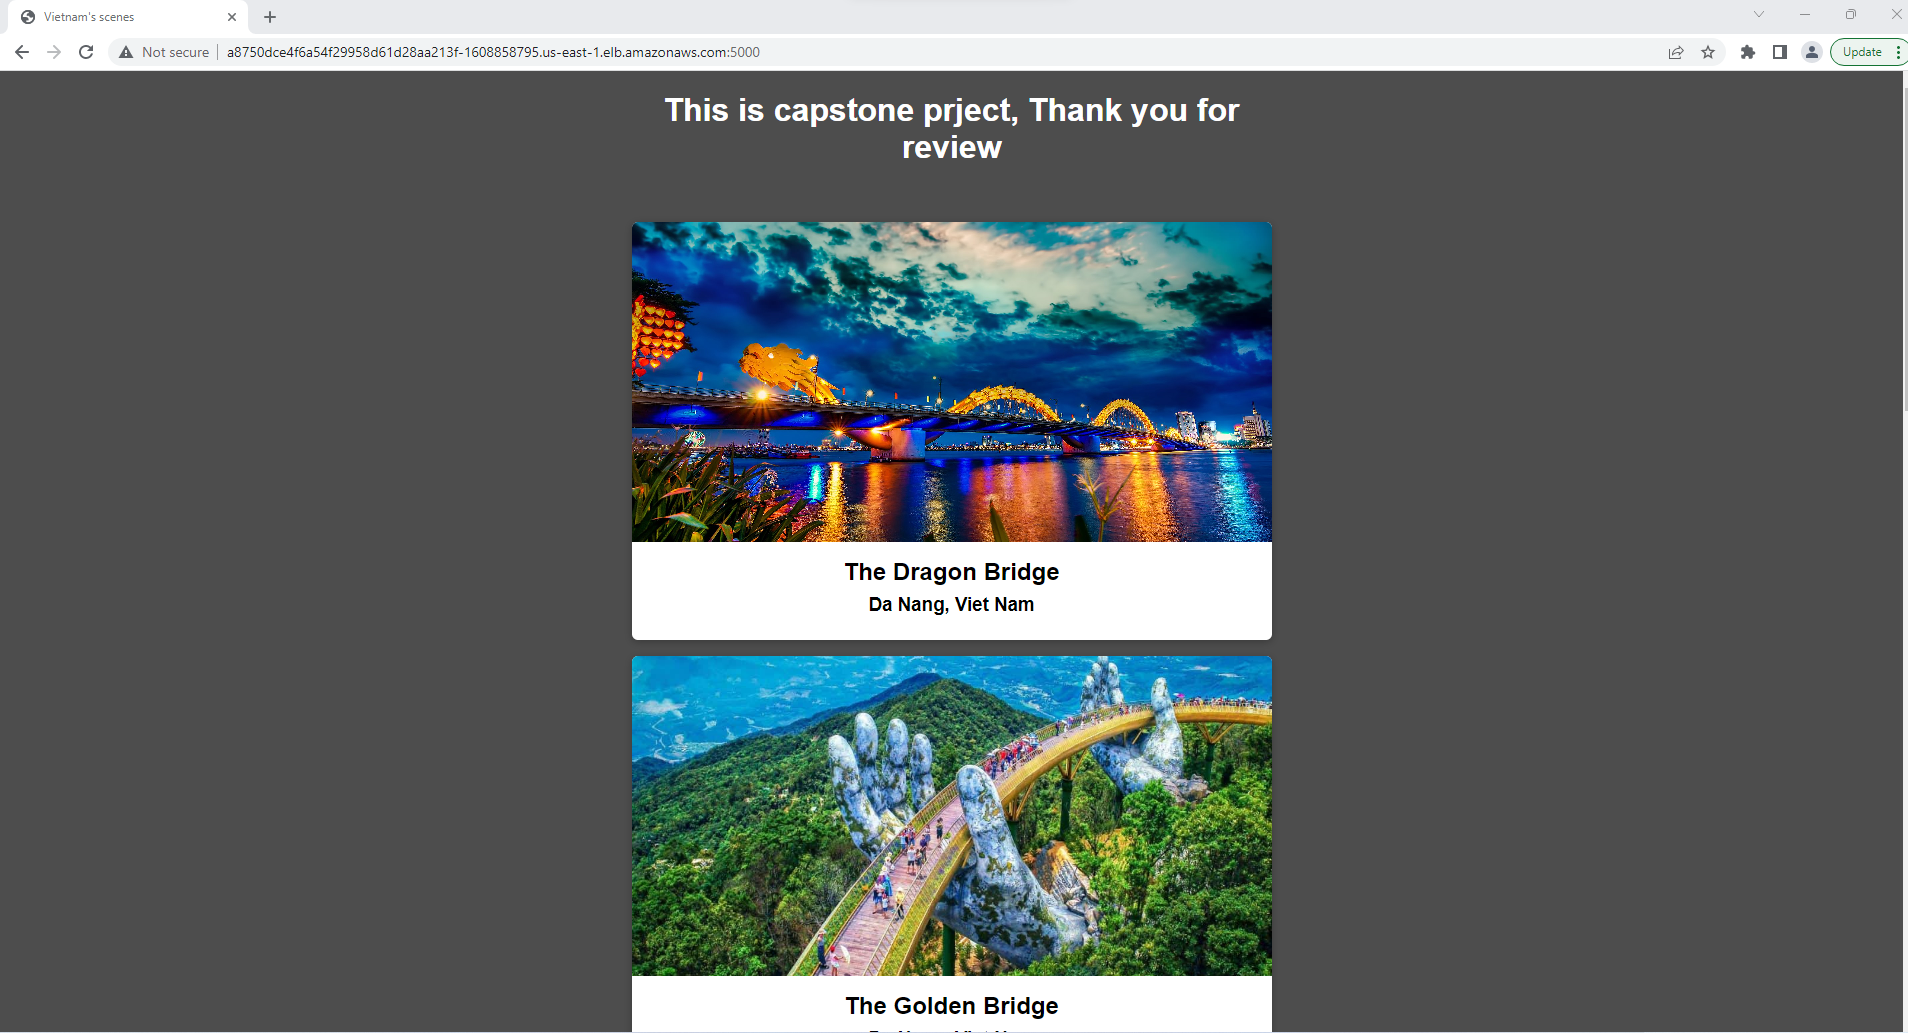 Vietnam's scenes
Not secure
a8750dce4f6a54f29958d61d28aa213f-1608858795.us-east-1.elb.amazonaws.com:5000
Update
This is capstone prject, Thank you for
review
The Dragon Bridge
Da Nang, Viet Nam
The Golden Bridge